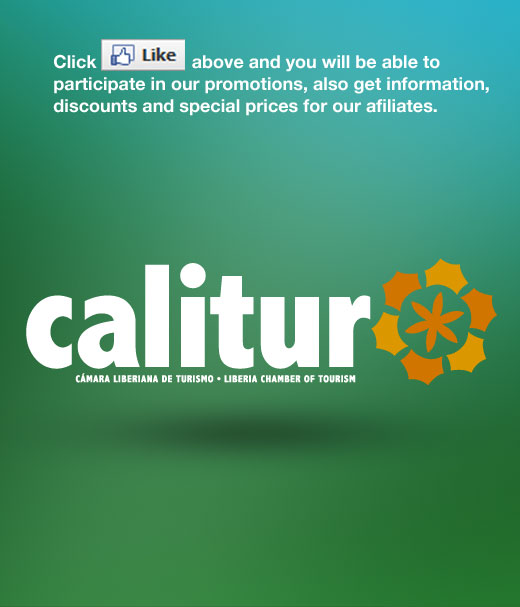 Click Like above and you will be able to
participate in our promotions, also get information,
discounts and special prices for our afiliates.
calitur
CÁMARA LIBERIANA DE TURISMO • LIBERIA CHAMBER OF TOURISM